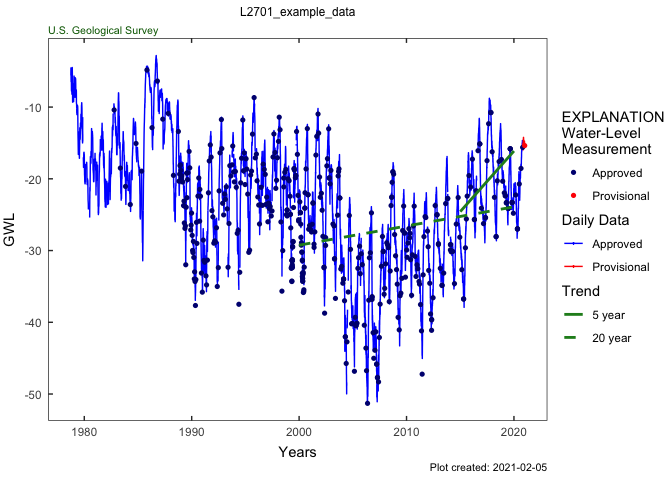 L2701_example_data
U.S. Geological Survey
-10
-20
-30
-40
-50
GWL
1980
1990
2000
2010
2020
Years
EXPLANATION
Water-Level
Measurement
Approved
Provisional
Daily Data
Approved
Provisional
Trend
5 year
20 year
Plot created: 2021-02-05